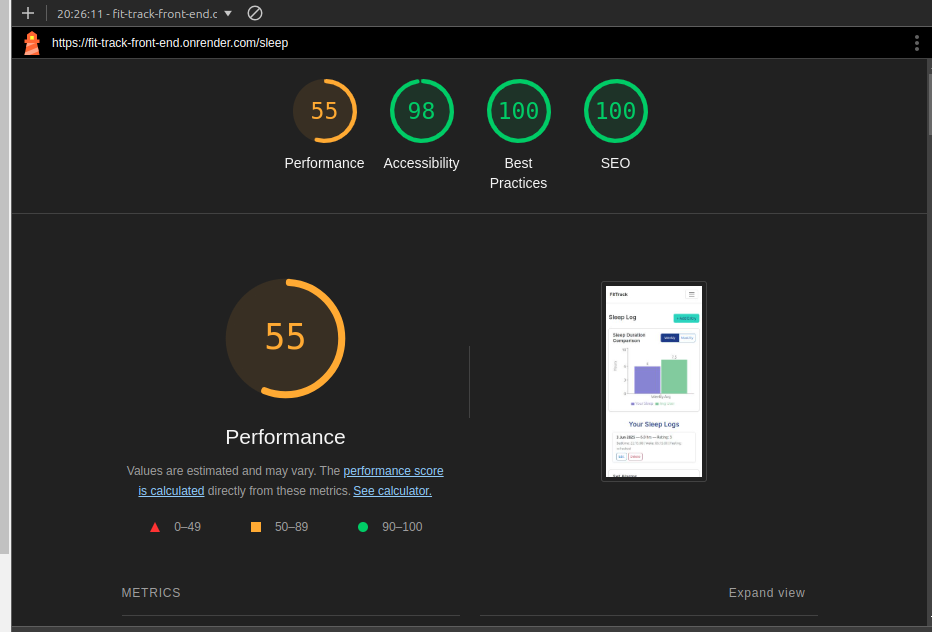 20:26:11 - fit-track-front-end.c
https://fit-track-front-end.onrender.com/sleep
55
98
100
100
Performance
Accessibility
Best
Practices
SEO
55
FitTrack
Sleep Log
Sleep Duration
Comparison
Your Sleep Logs
Performance
Values are estimated and may vary. The performance score
is calculated directly from these metrics. See calculator.
0–49
50–89
90–100
METRICS
Expand view